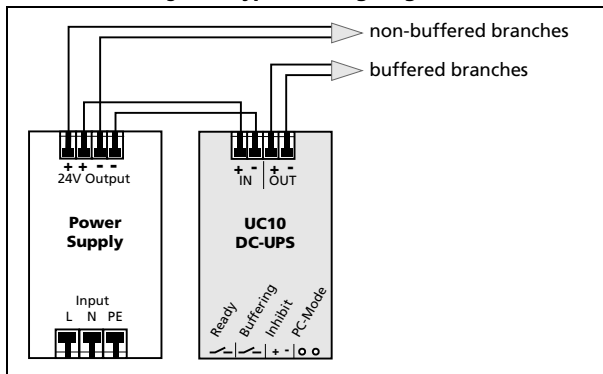 non-buffered branches
buffered branches
+ + - -
24V Output
+ - + -
IN OUT
Power
Supply
UC10
DC-UPS
Input
L N PE
Ready
Buffering
Inhibit
PC-Mode
+ -